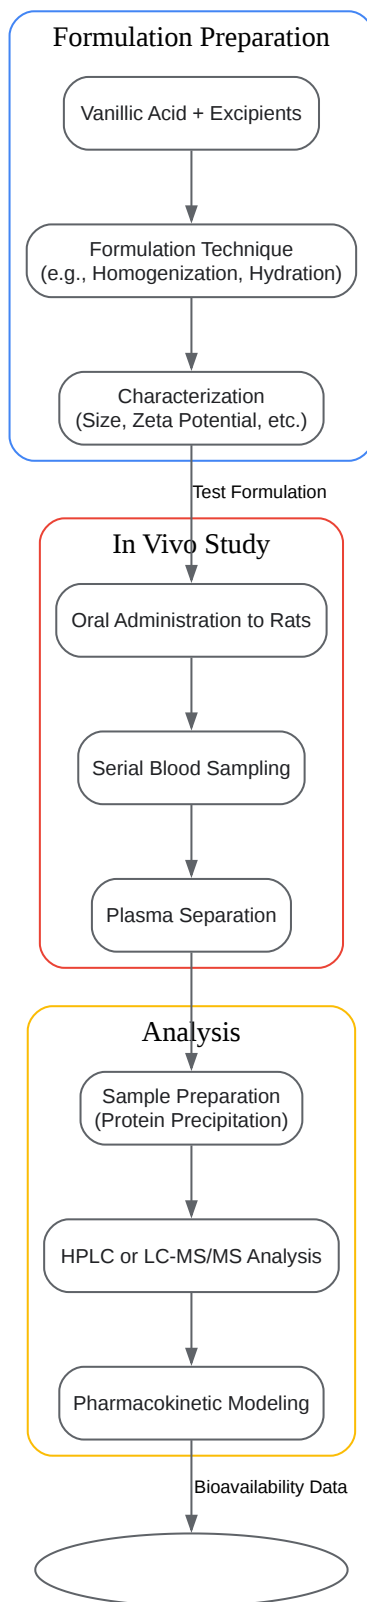 Formulation Preparation
Vanillic Acid + Excipients
Formulation Technique
(e.g., Homogenization, Hydration)
Characterization
(Size, Zeta Potential, etc.)
Test Formulation
In Vivo Study
Oral Administration to Rats
Serial Blood Sampling
Plasma Separation
Analysis
Sample Preparation
(Protein Precipitation)
HPLC or LC-MS/MS Analysis
Pharmacokinetic Modeling
Bioavailability Data